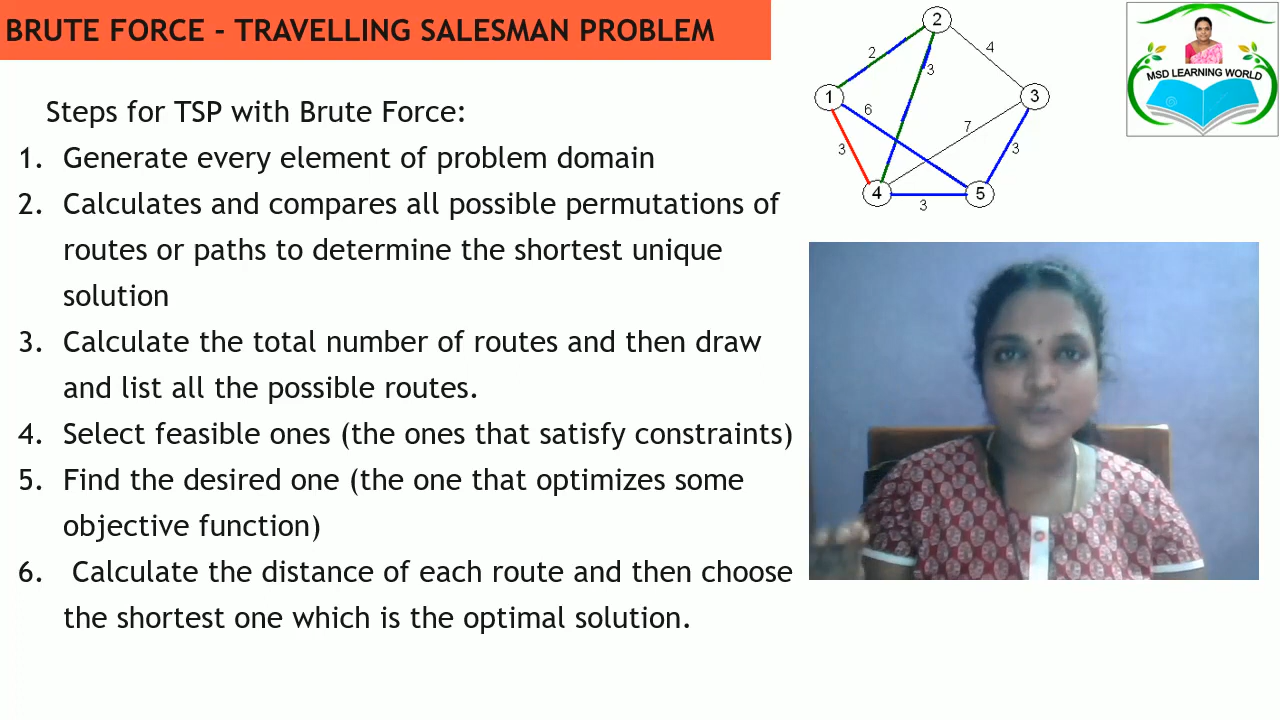 BRUTE FORCE - TRAVELLING SALESMAN PROBLEM
Steps for TSP with Brute Force:
1. Generate every element of problem domain
2. Calculates and compares all possible permutations of
routes or paths to determine the shortest unique
solution
3. Calculate the total number of routes and then draw
and list all the possible routes.
4. Select feasible ones (the ones that satisfy constraints)
5. Find the desired one (the one that optimizes some
objective function)
6. Calculate the distance of each route and then choose
the shortest one which is the optimal solution.
2
2
4
3
1
6
3
7
3
3
4
5
3
MSD LEARNING WORLD